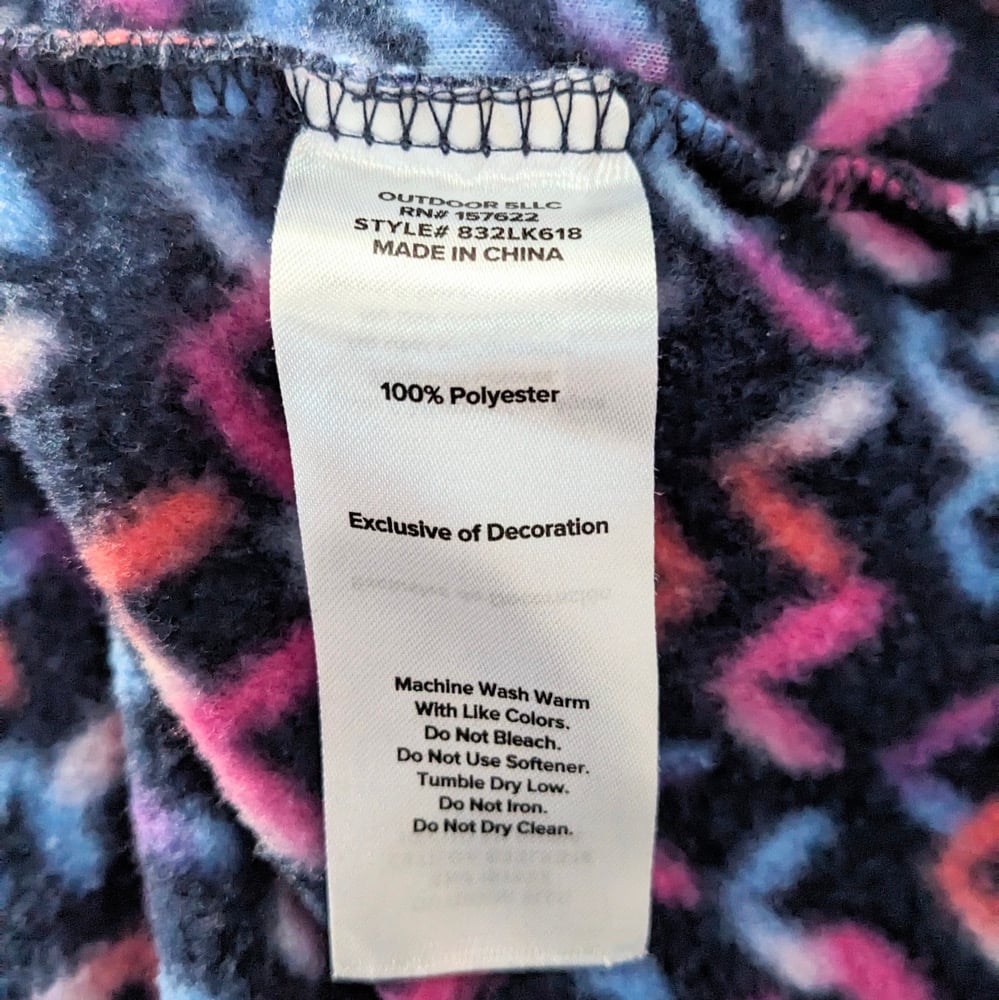 OUTDOOR 5LLC
RN# 157622
STYLE# 832LK618
MADE IN CHINA
100% Polyester
Exclusive of Decoration
Machine Wash Warm
With Like Colors.
Do Not Bleach.
Do Not Use Softener.
Tumble Dry Low.
Do Not Iron.
Do Not Dry Clean.